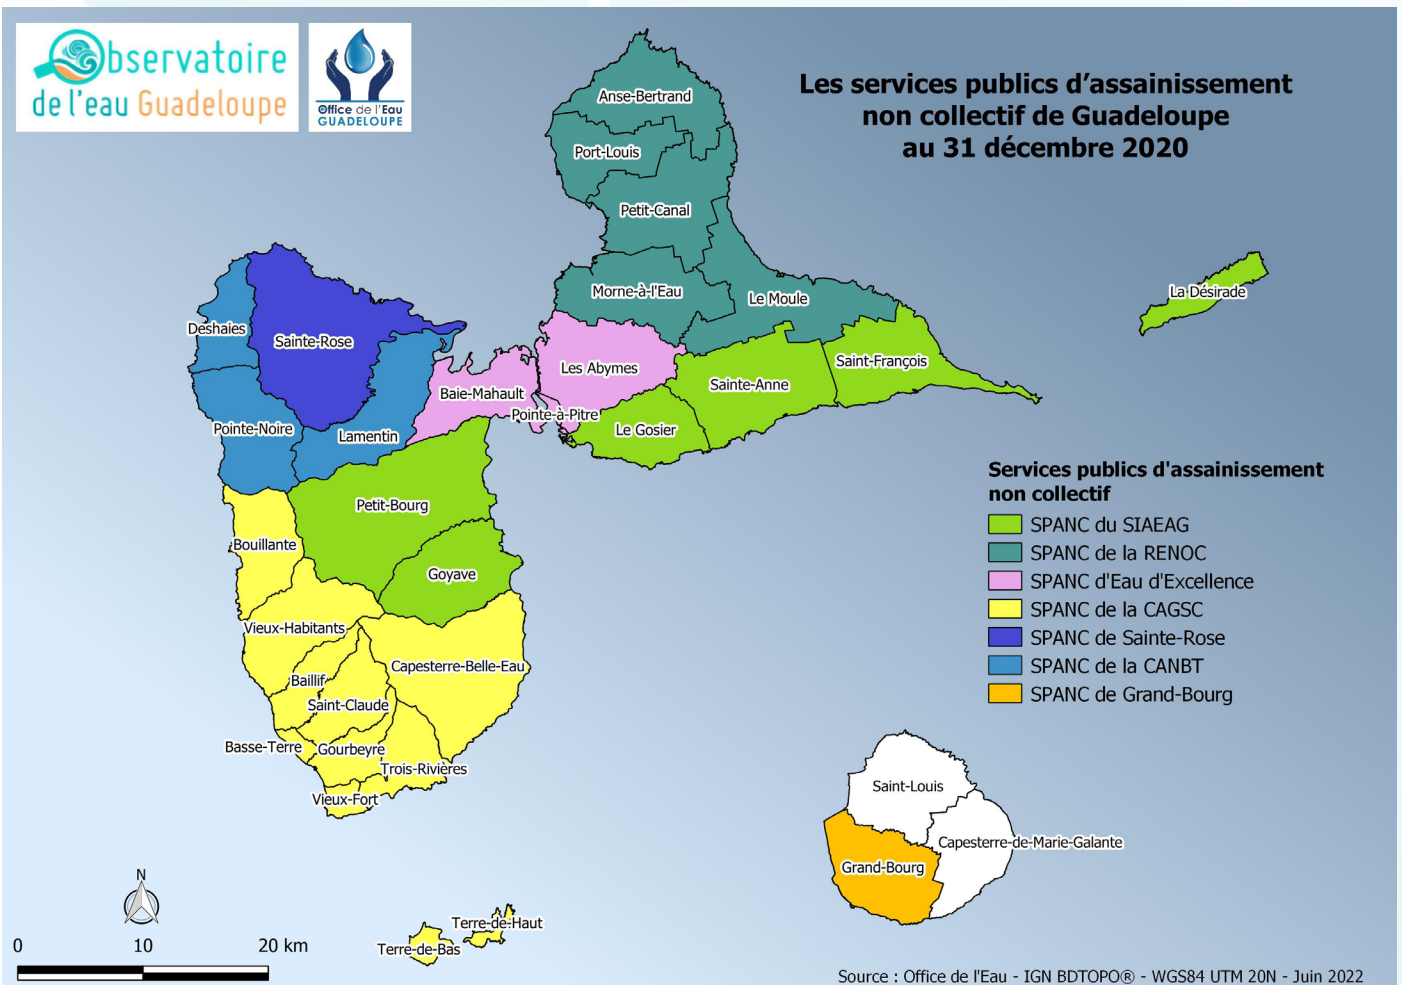 Observatoire
de l'eau Guadeloupe
Office de l'Eau
GUADELOUPE
Les services publics d'assainissement
non collectif de Guadeloupe
au 31 décembre 2020
Anse-Bertrand
Port-Louis
Petit-Canal
Morne-à-l'Eau
Le Moule
La Désirade
Deshaies
Sainte-Rose
Les Abymes
Saint-François
Sainte-Anne
Baie-Mahault
Pointe-à-Pitre
Pointe-Noire
Lamentin
Le Gosier
Petit-Bourg
Bouillante
Goyave
Vieux-Habitants
Capesterre-Belle-Eau
Baillif
Saint-Claude
Basse-Terre
Gourbeyre
Trois-Rivières
Vieux-Fort
Services publics d'assainissement
non collectif
SPANC du SIAEAG
SPANC de la RENOC
SPANC d'Eau d'Excellence
SPANC de la CAGSC
SPANC de Sainte-Rose
SPANC de la CANBT
SPANC de Grand-Bourg
Saint-Louis
Capesterre-de-Marie-Galante
Grand-Bourg
Terre-de-Haut
Terre-de-Bas
N
0 10 20 km
Source : Office de l'Eau - IGN BDTOPO® - WGS84 UTM 20N - Juin 2022